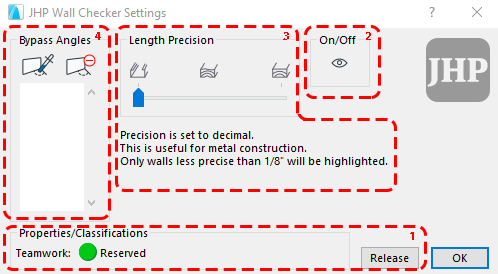 JHP Wall Checker Settings
?
Bypass Angles
4
Length Precision
3
On/Off
2
JHP
Precision is set to decimal.
This is useful for metal construction.
Only walls less precise than 1/8" will be highlighted.
Properties/Classifications
1
Teamwork:
Reserved
Release
OK